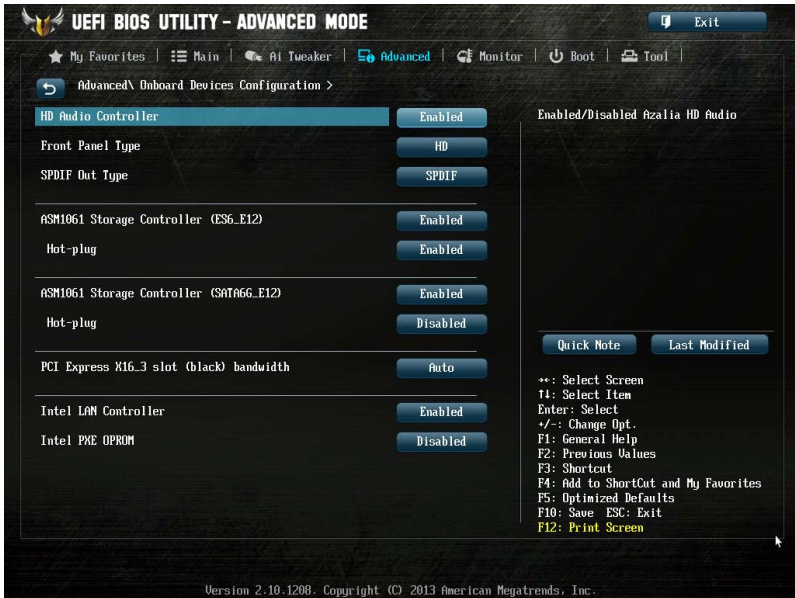 UEFI BIOS UTILITY – ADVANCED MODE
Exit
My Favorites
Main
Ai Tweaker
Advanced
Monitor
Boot
Tool
Advanced\ Onboard Devices Configuration >
HD Audio Controller Enabled
Front Panel Type HD
SPDIF Out Type SPDIF
ASM1061 Storage Controller (ES6_E12) Enabled
Hot-plug Enabled
ASM1061 Storage Controller (SATA6G_E12) Enabled
Hot-plug Disabled
PCI Express X16_3 slot (black) bandwidth Auto
Intel LAN Controller Enabled
Intel PXE OPROM Disabled
Enabled/Disabled Azalia HD Audio
Quick Note
Last Modified
→←: Select Screen
↑↓: Select Item
Enter: Select
+/-: Change Opt.
F1: General Help
F2: Previous Values
F3: Shortcut
F4: Add to ShortCut and My Favorites
F5: Optimized Defaults
F10: Save ESC: Exit
F12: Print Screen
Version 2.10.1208. Copyright (C) 2013 American Megatrends, Inc.